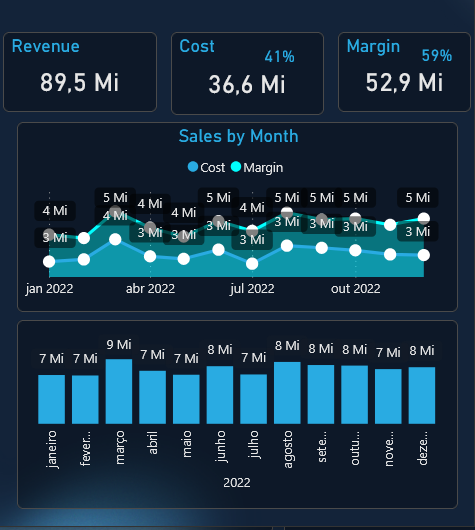 Revenue
89,5 Mi
Cost
41%
36,6 Mi
Margin
59%
52,9 Mi
Sales by Month
Cost Margin
4 Mi 5 Mi 4 Mi 4 Mi 5 Mi 4 Mi 5 Mi 5 Mi 5 Mi 5 Mi
3 Mi 4 Mi 3 Mi 3 Mi 3 Mi 3 Mi 3 Mi 3 Mi 3 Mi 3 Mi
jan 2022 abr 2022 jul 2022 out 2022
7 Mi 7 Mi 9 Mi 7 Mi 7 Mi 8 Mi 7 Mi 8 Mi 8 Mi 8 Mi 7 Mi 8 Mi
janeiro fever... março abril maio junho julho agosto sete... outu... nove... deze...
2022